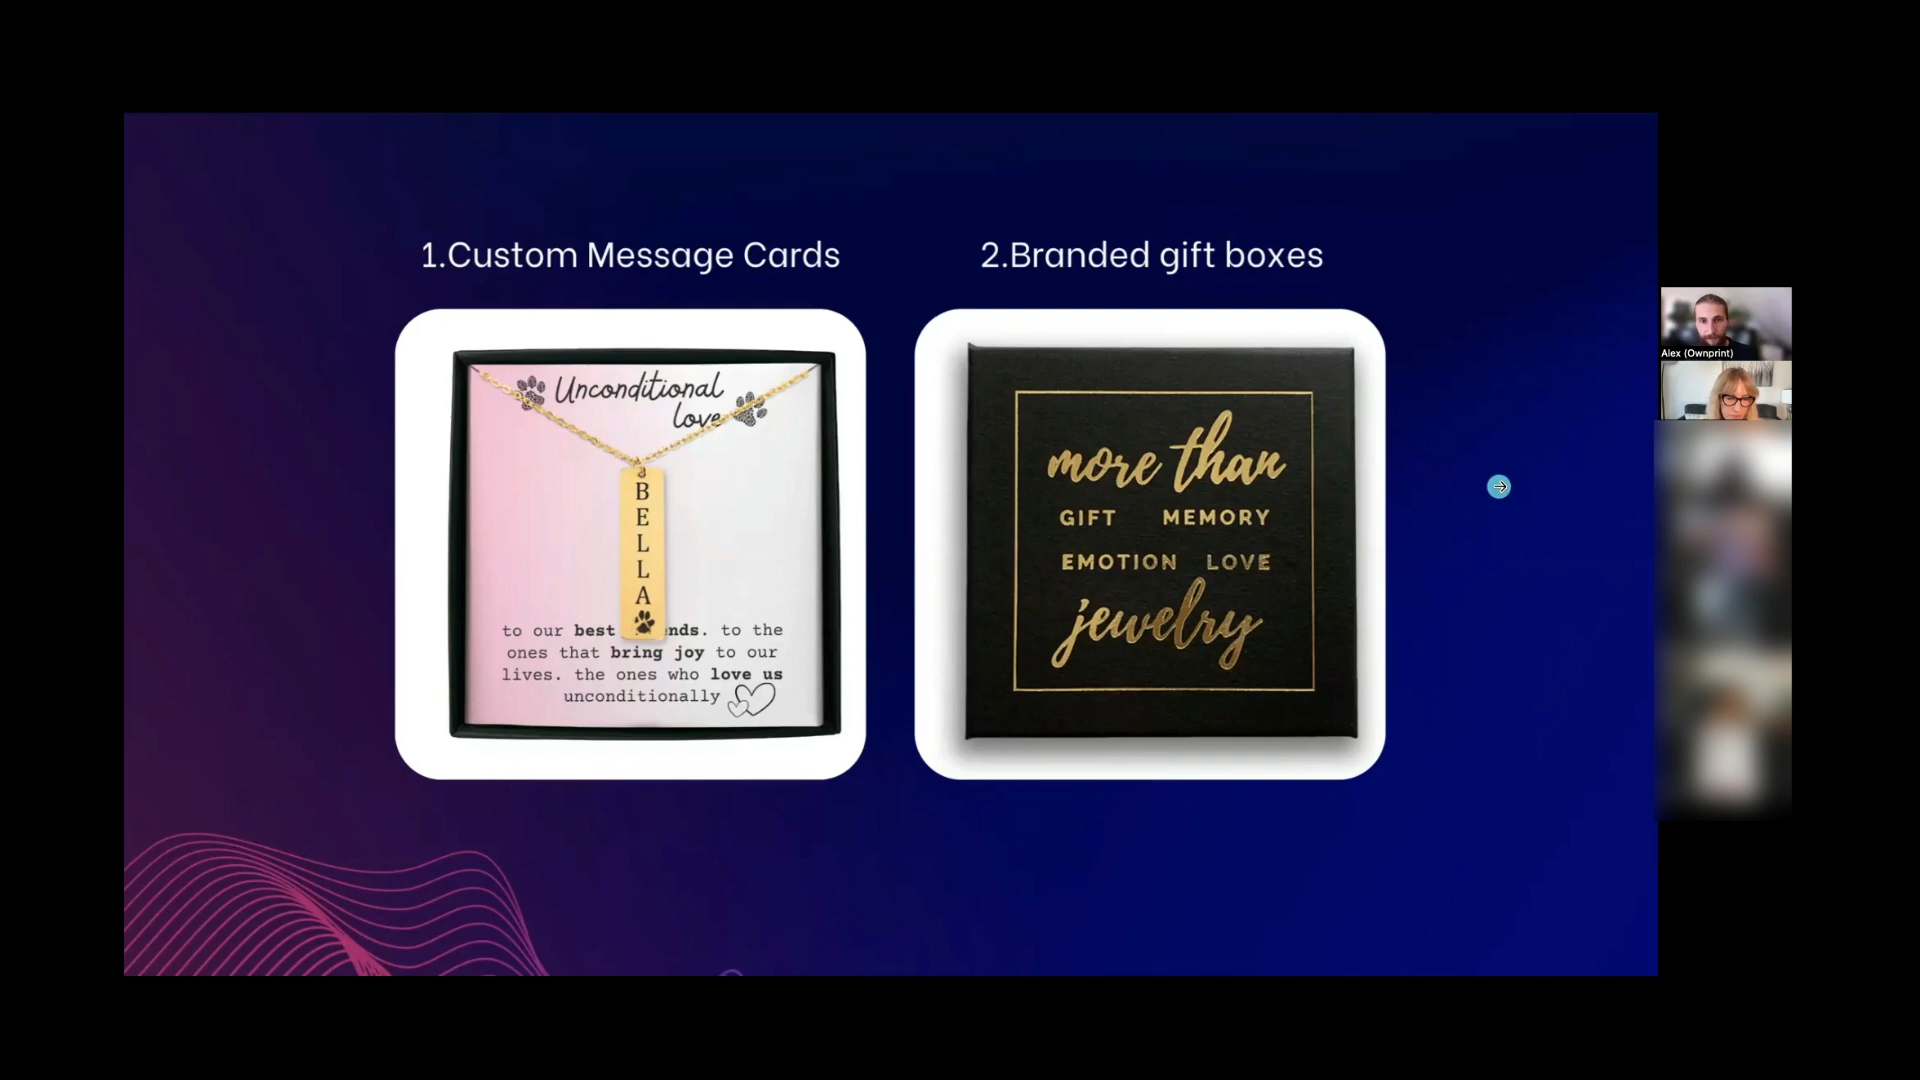 1.Custom Message Cards
2.Branded gift boxes
Unconditional
love
BELLA
to our best nds. to the
ones that bring joy to our
lives. the ones who love us
unconditionally
more than
GIFT MEMORY
EMOTION LOVE
jewelry
Alex (Ownprint)